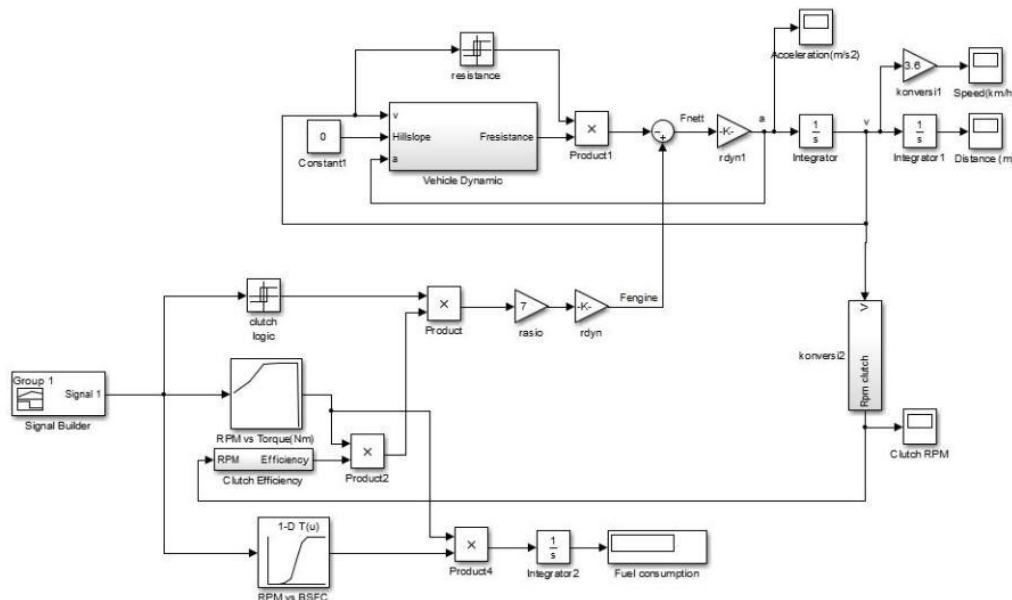 Acceleration(m/s2)
resistance
3.6
konversi1
Speed(km/h
v
Hillslope
a
Fresistance
Vehicle Dynamic
0
Constant1
×
Product1
Fnett
-K-
rdyn1
a
1
s
Integrator
v
1
s
Integrator1
Distance (m
clutch
logic
×
Product
7
rasio
-K-
rdyn
Fengine
V
Rpm clutch
konversi2
Clutch RPM
Group 1
Signal 1
Signal Builder
RPM vs Torque(Nm)
RPM
Efficiency
Clutch Efficiency
×
Product2
1-D T(u)
RPM vs BSFC
×
Product4
1
s
Integrator2
Fuel consumption